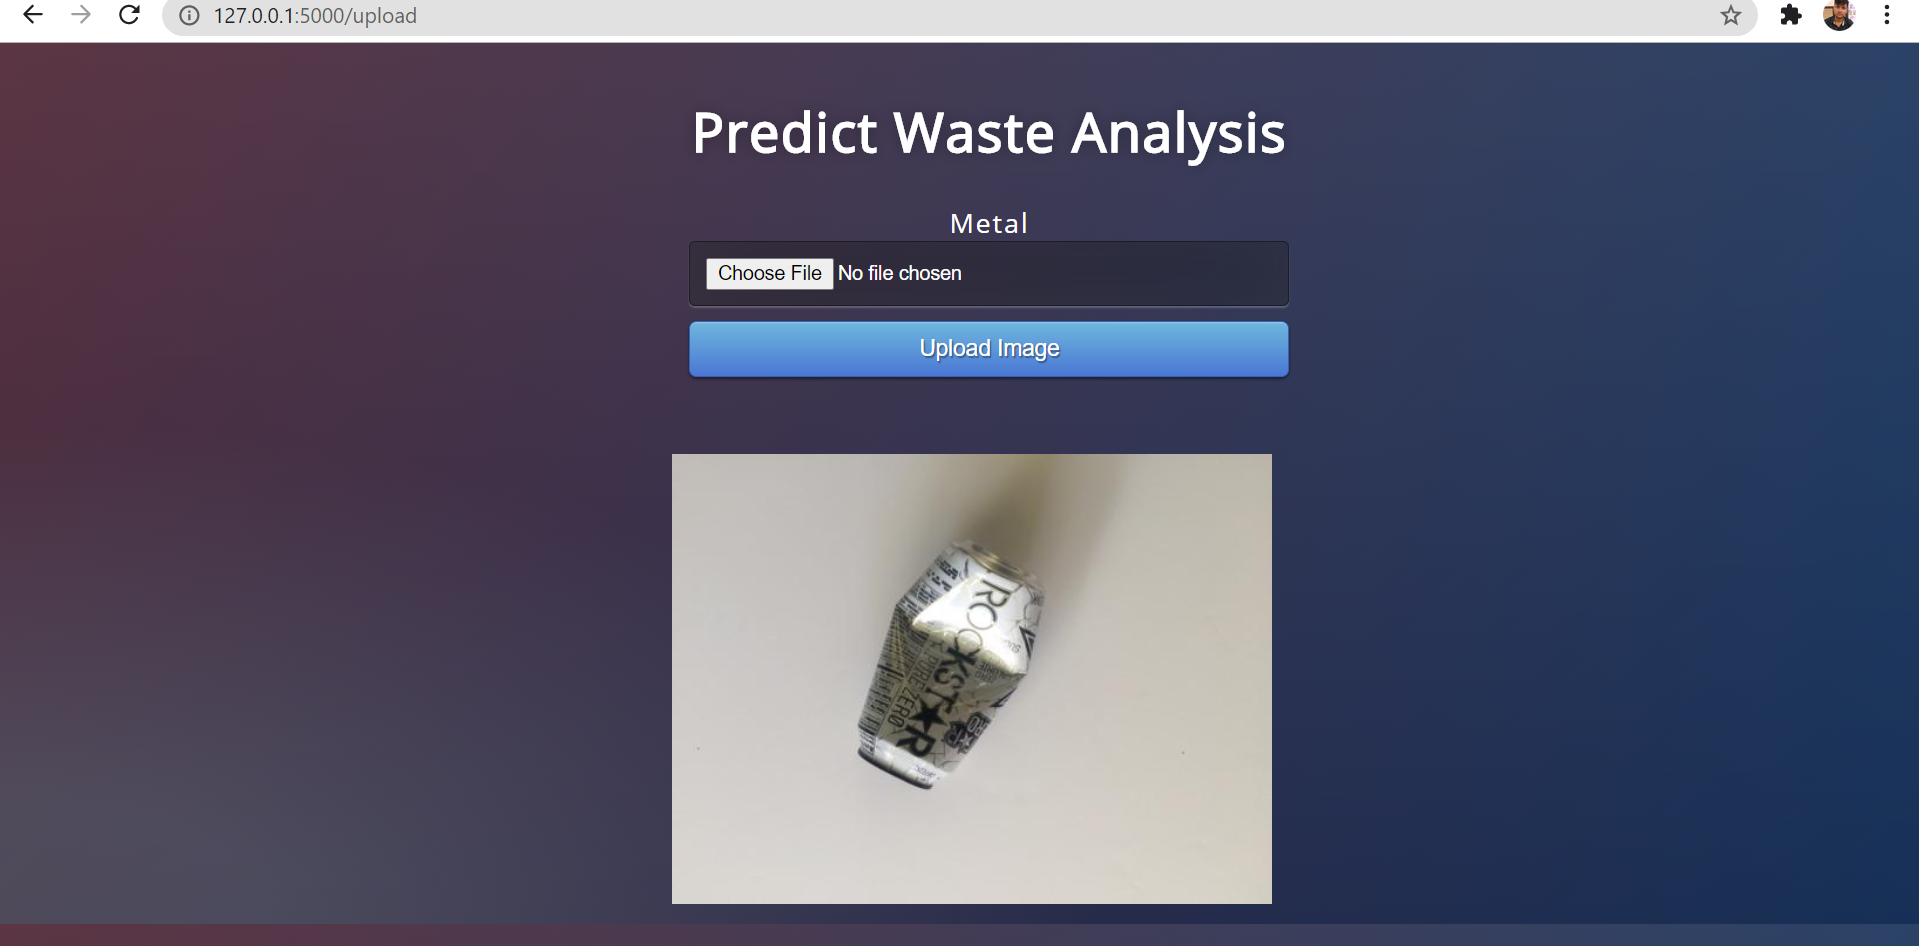 127.0.0.1:5000/upload
Predict Waste Analysis
Metal
Choose File No file chosen
Upload Image
ROCKST★R
PURE ZERO